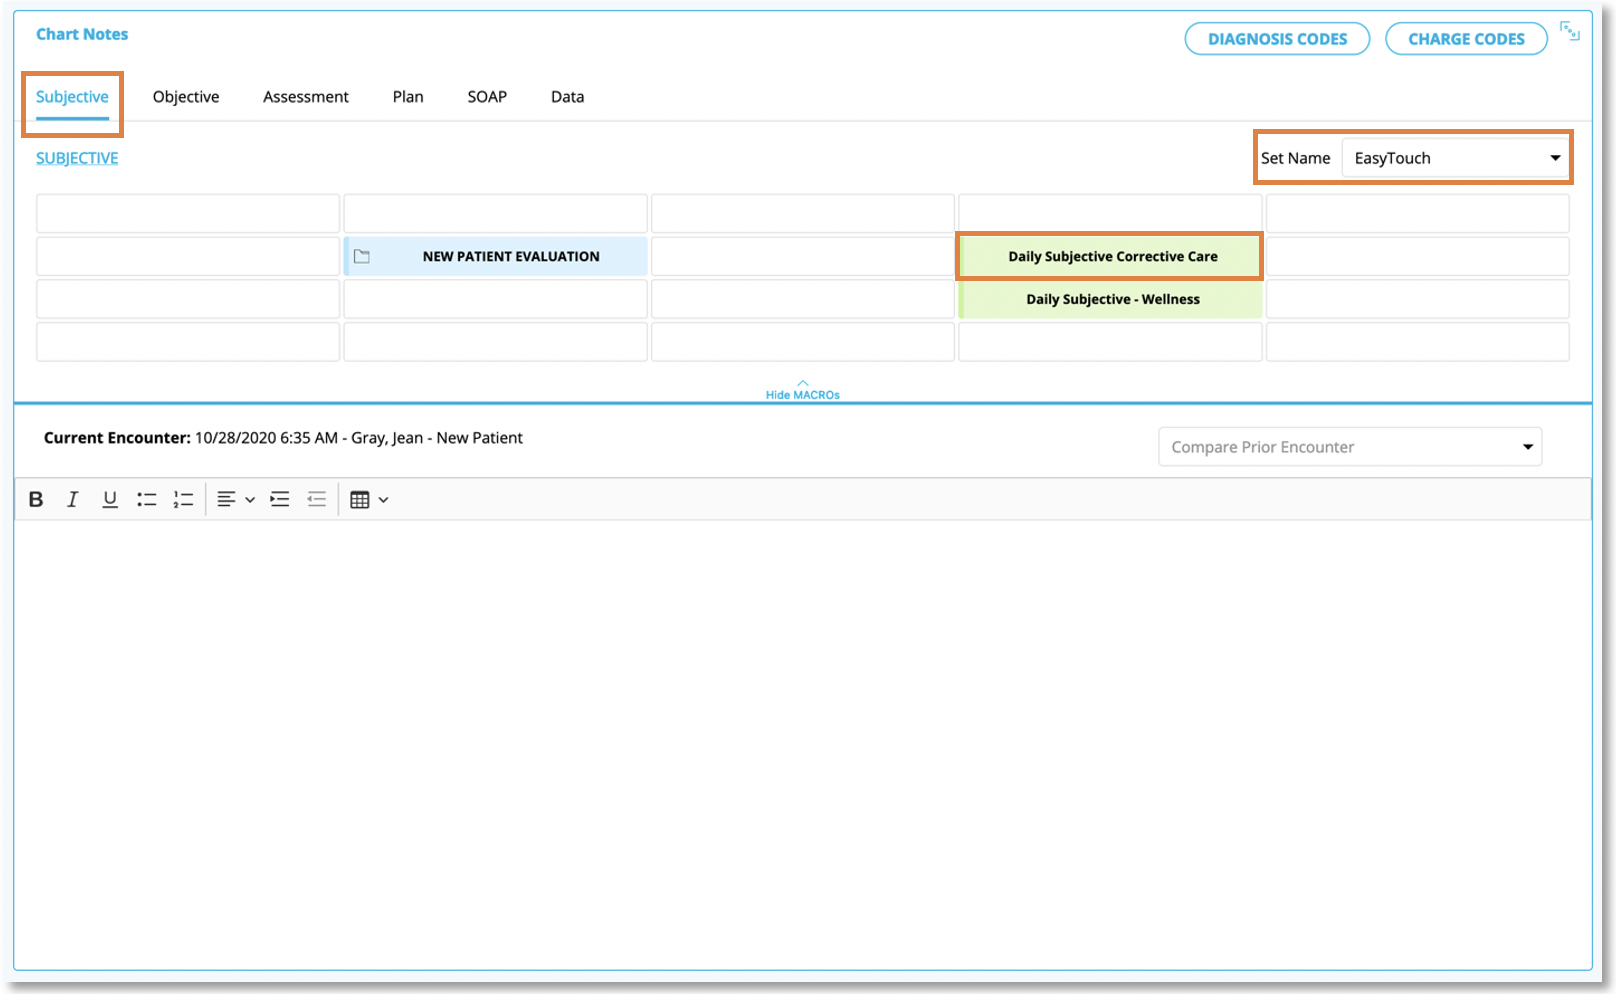 Chart Notes
DIAGNOSIS CODES
CHARGE CODES
Subjective
Objective
Assessment
Plan
SOAP
Data
SUBJECTIVE
Set Name
EasyTouch
NEW PATIENT EVALUATION
Daily Subjective Corrective Care
Daily Subjective - Wellness
Hide MACROs
Current Encounter: 10/28/2020 6:35 AM - Gray, Jean - New Patient
Compare Prior Encounter